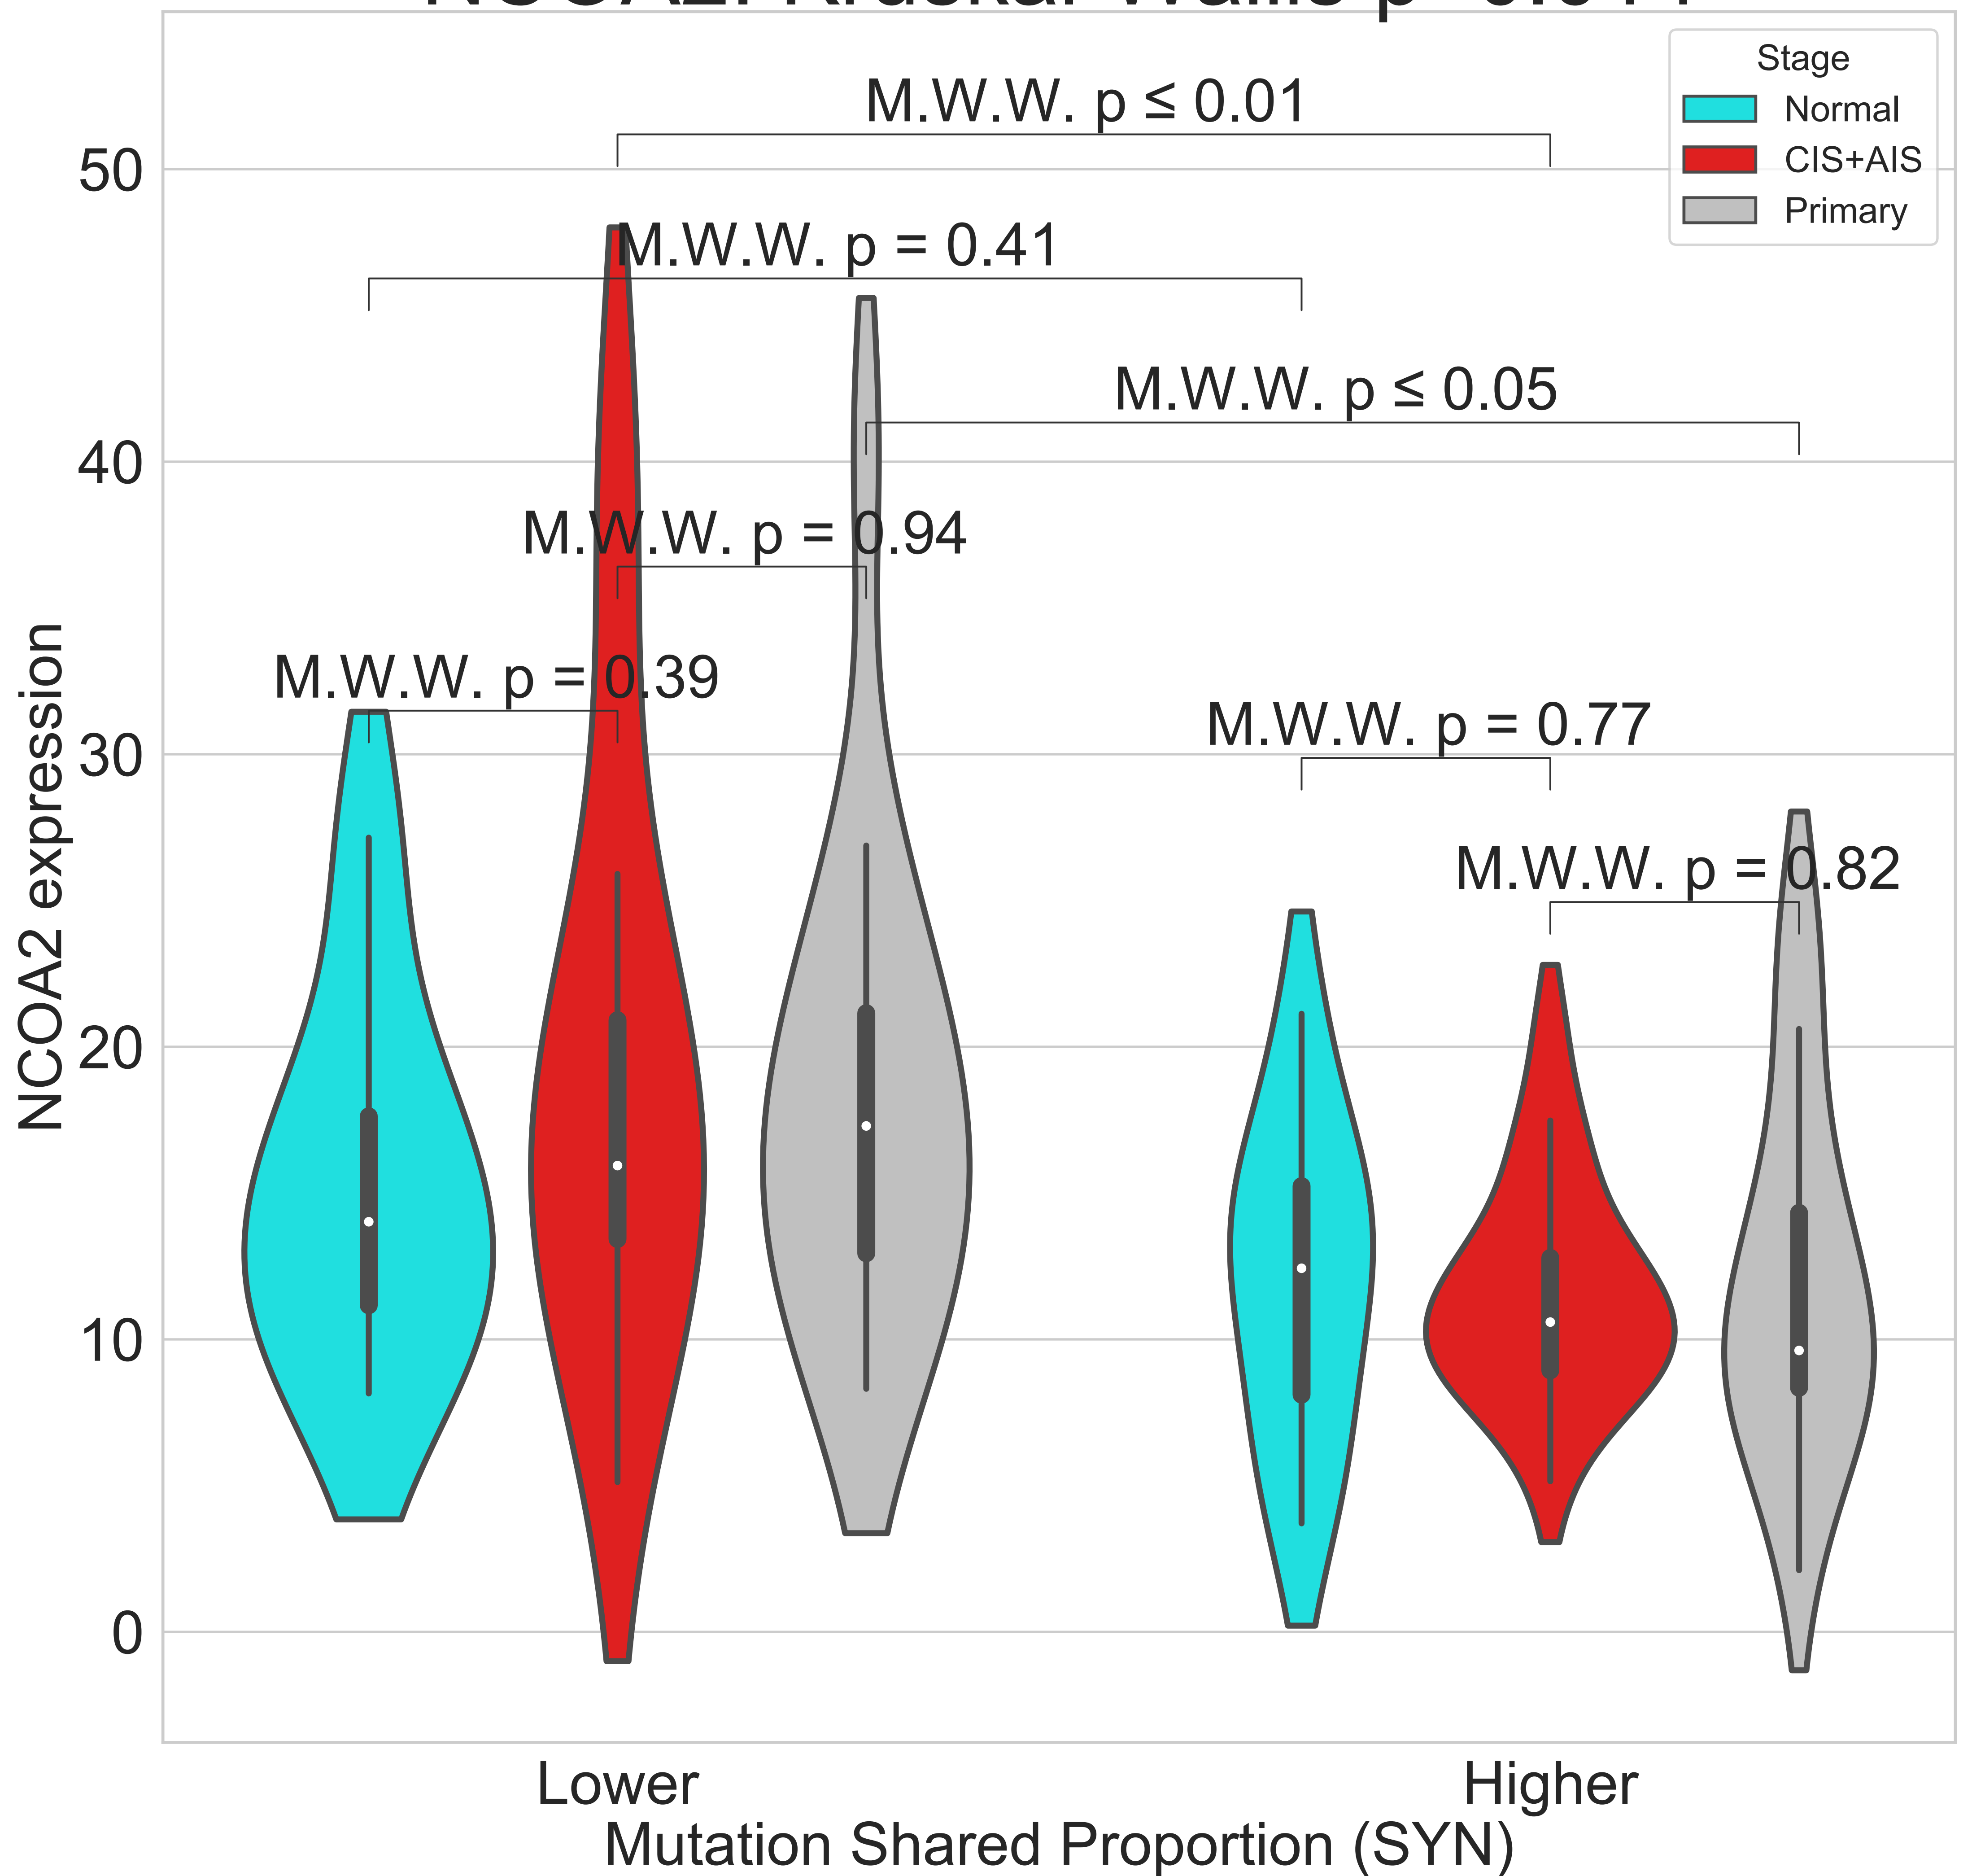 Stage
Normal
CIS+AIS
Primary
M.W.W. p ≤ 0.01
M.W.W. p = 0.41
M.W.W. p ≤ 0.05
M.W.W. p = 0.94
M.W.W. p = 0.39
M.W.W. p = 0.77
M.W.W. p = 0.82
50
40
30
20
10
0
NCOA2 expression
Lower
Higher
Mutation Shared Proportion (SYN)